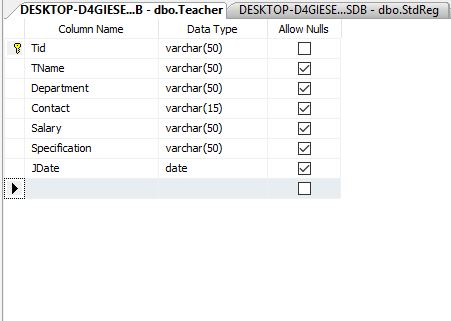 DESKTOP-D4GIESE...B - dbo.Teacher DESKTOP-D4GIESE...SDB - dbo.StdReg
Column Name Data Type Allow Nulls
Tid varchar(50)
TName varchar(50)
Department varchar(50)
Contact varchar(15)
Salary varchar(50)
Specification varchar(50)
JDate date